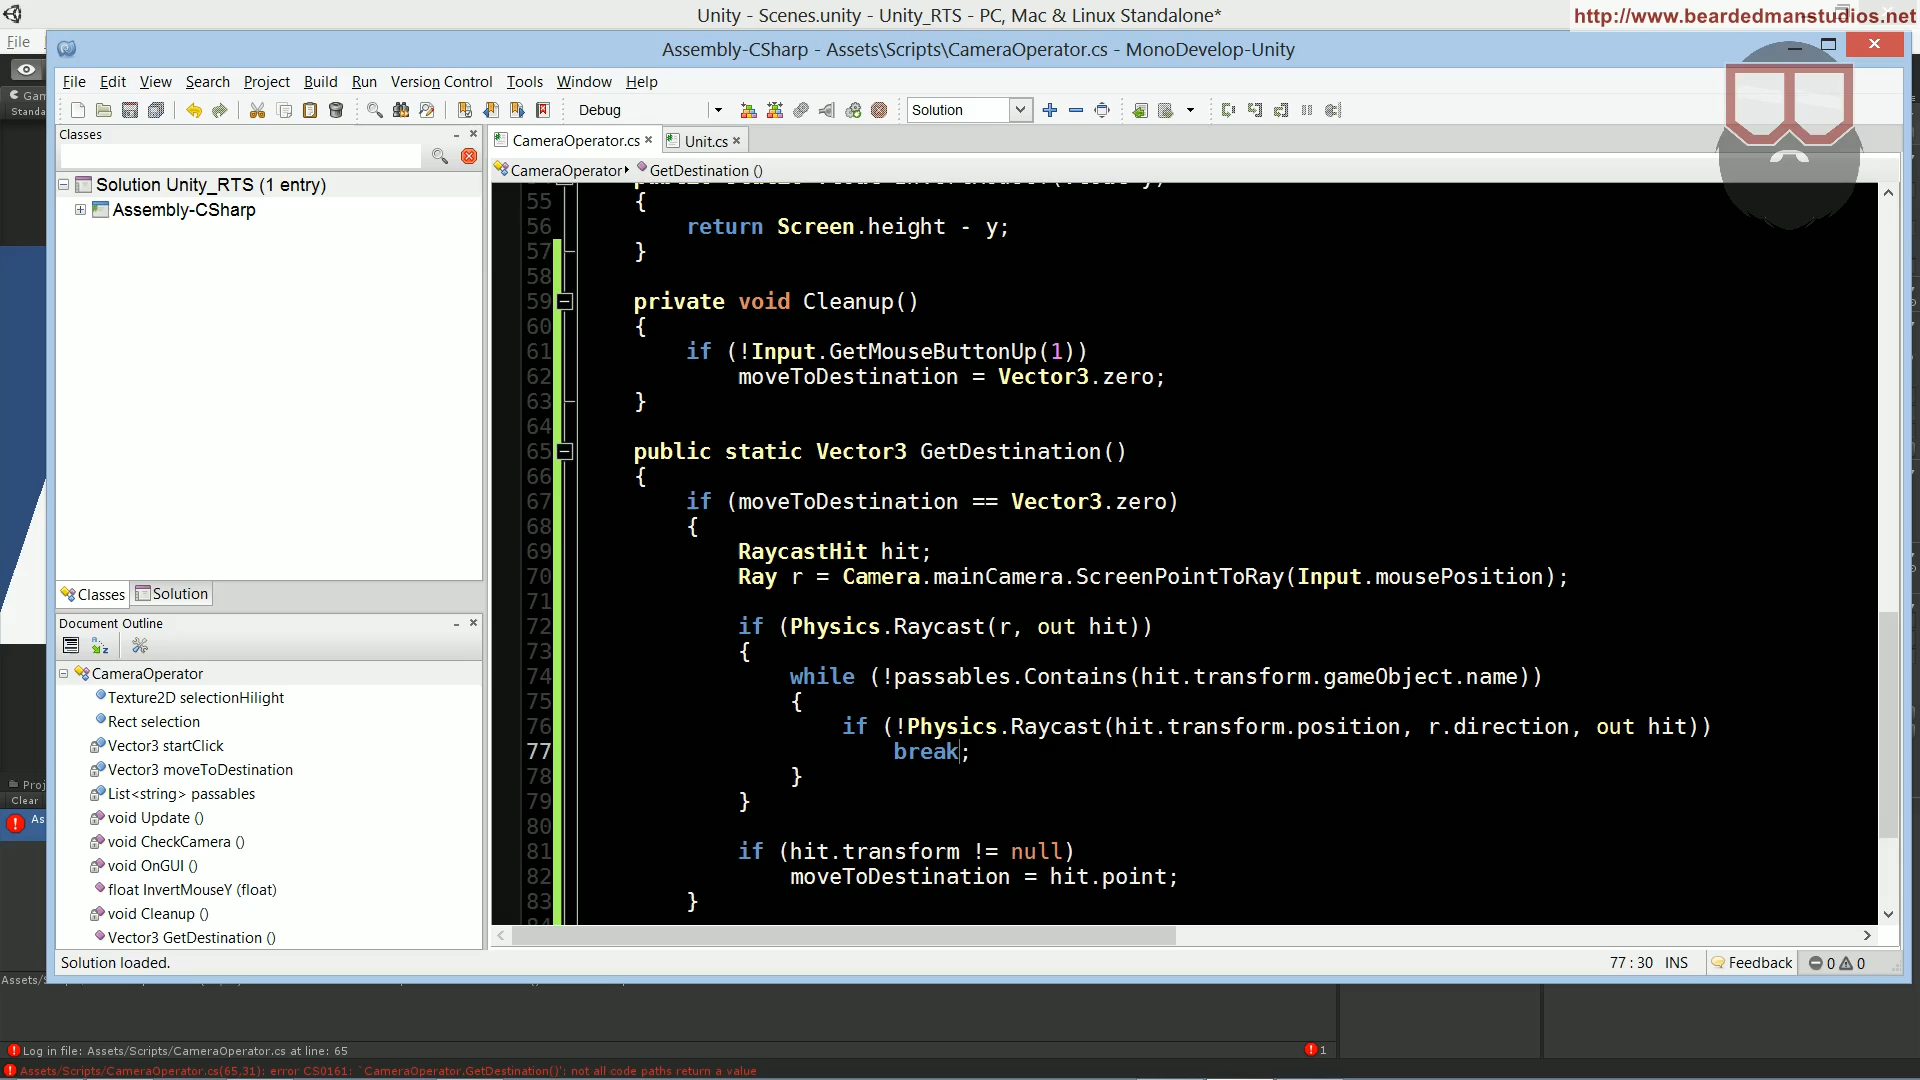 Unity - Scenes.unity - Unity_RTS - PC, Mac & Linux Standalone*
http://www.beardedmanstudios.net
File
Assembly-CSharp - Assets\Scripts\CameraOperator.cs - MonoDevelop-Unity
File Edit View Search Project Build Run Version Control Tools Window Help
Gam
Standa
Debug
Solution
Classes
CameraOperator.cs
Unit.cs
CameraOperator
GetDestination ()
Solution Unity_RTS (1 entry)
Assembly-CSharp
55 {
56 return Screen.height - y;
57 }
58
59 private void Cleanup()
60 {
61 if (!Input.GetMouseButtonUp(1))
62 moveToDestination = Vector3.zero;
63 }
64
65 public static Vector3 GetDestination()
66 {
67 if (moveToDestination == Vector3.zero)
68 {
69 RaycastHit hit;
70 Ray r = Camera.mainCamera.ScreenPointToRay(Input.mousePosition);
71
72 if (Physics.Raycast(r, out hit))
73 {
74 while (!passables.Contains(hit.transform.gameObject.name))
75 {
76 if (!Physics.Raycast(hit.transform.position, r.direction, out hit))
77 break;
78 }
79 }
80
81 if (hit.transform != null)
82 moveToDestination = hit.point;
83 }
Classes
Solution
Document Outline
CameraOperator
Texture2D selectionHilight
Rect selection
Vector3 startClick
Vector3 moveToDestination
List<string> passables
void Update ()
void CheckCamera ()
void OnGUI ()
float InvertMouseY (float)
void Cleanup ()
Vector3 GetDestination ()
Proj
Clear
As
Solution loaded.
77 : 30 INS
Feedback
0 0
Assets/S
Log in file: Assets/Scripts/CameraOperator.cs at line: 65
1
Assets/Scripts/CameraOperator.cs(65,31): error CS0161: `CameraOperator.GetDestination()': not all code paths return a value